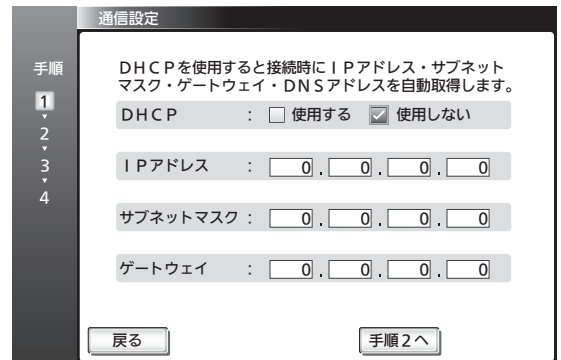 通信設定
手順
1
2
3
4
DHCPを使用すると接続時にIPアドレス・サブネット
マスク・ゲートウェイ・DNSアドレスを自動取得します。
DHCP : 使用する 使用しない
IPアドレス : 0 . 0 . 0 . 0
サブネットマスク : 0 . 0 . 0 . 0
ゲートウェイ : 0 . 0 . 0 . 0
戻る 手順2へ